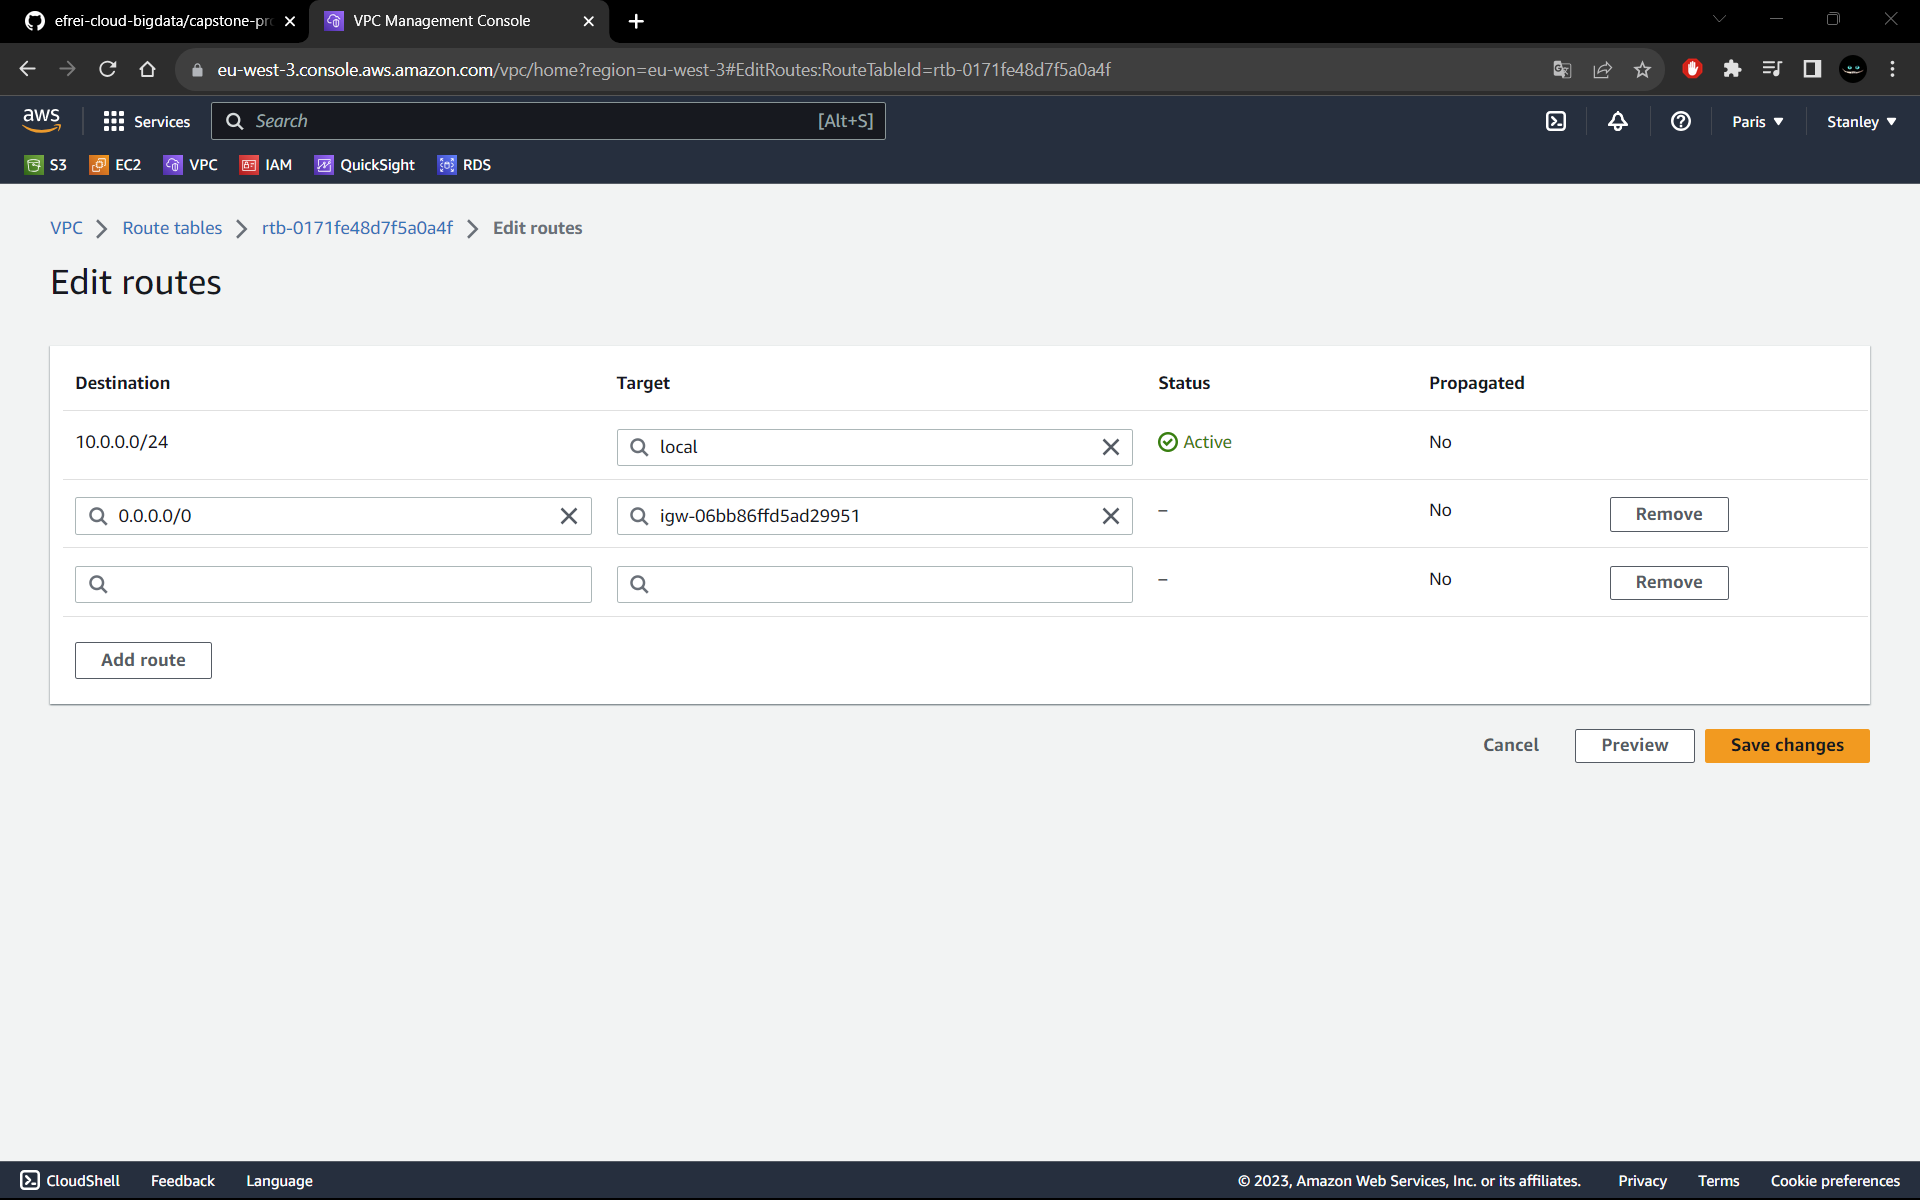 efrei-cloud-bigdata/capstone-pro
VPC Management Console
eu-west-3.console.aws.amazon.com/vpc/home?region=eu-west-3#EditRoutes:RouteTableId=rtb-0171fe48d7f5a0a4f
aws
Services
Search
[Alt+S]
Paris
Stanley
S3
EC2
VPC
IAM
QuickSight
RDS
VPC
Route tables
rtb-0171fe48d7f5a0a4f
Edit routes
Edit routes
Destination
Target
Status
Propagated
10.0.0.0/24
local
Active
No
0.0.0.0/0
igw-06bb86ffd5ad29951
–
No
Remove
–
No
Remove
Add route
Cancel
Preview
Save changes
CloudShell
Feedback
Language
© 2023, Amazon Web Services, Inc. or its affiliates.
Privacy
Terms
Cookie preferences